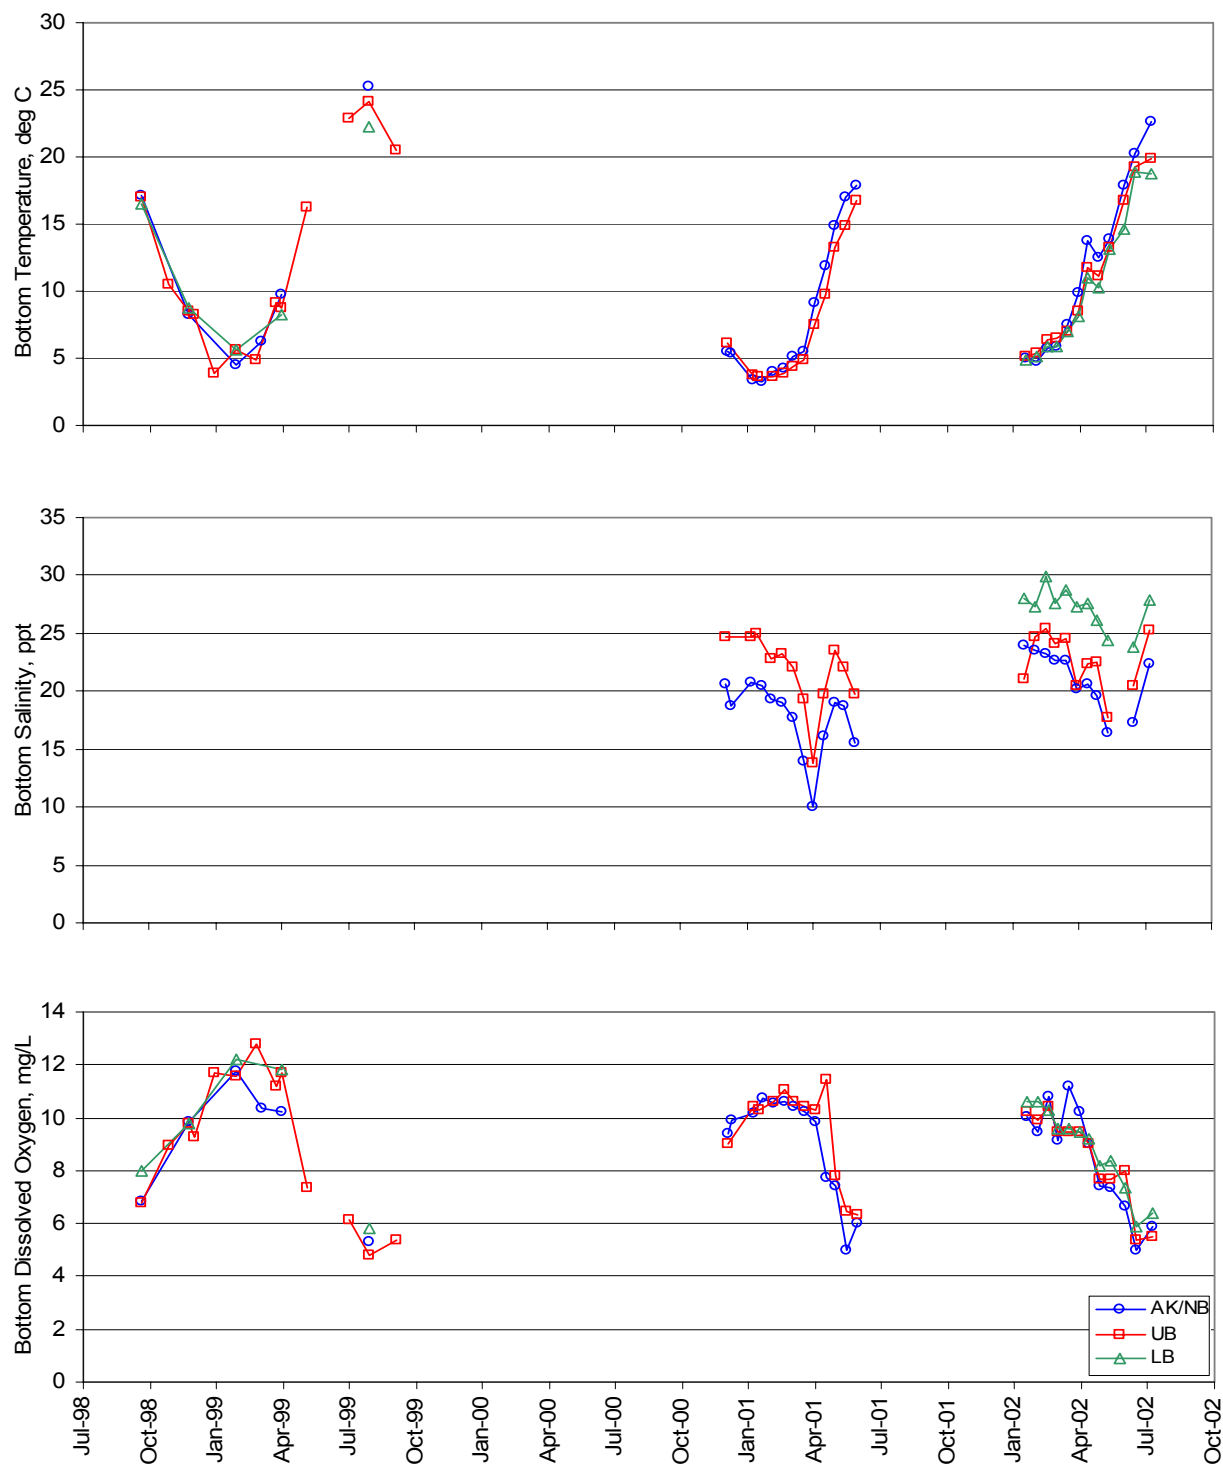 Bottom Temperature, deg C
30
25
20
15
10
5
0
Jul-98
Bottom Salinity, ppt
35
30
25
20
15
10
5
0
Bottom Dissolved Oxygen, mg/L
14
12
10
8
6
4
2
0
AK/NB
UB
LB
Jul-98
Oct-98
Jan-99
Apr-99
Jul-99
Oct-99
Jan-00
Apr-00
Jul-00
Oct-00
Jan-01
Apr-01
Jul-01
Oct-01
Jan-02
Apr-02
Jul-02
Oct-02